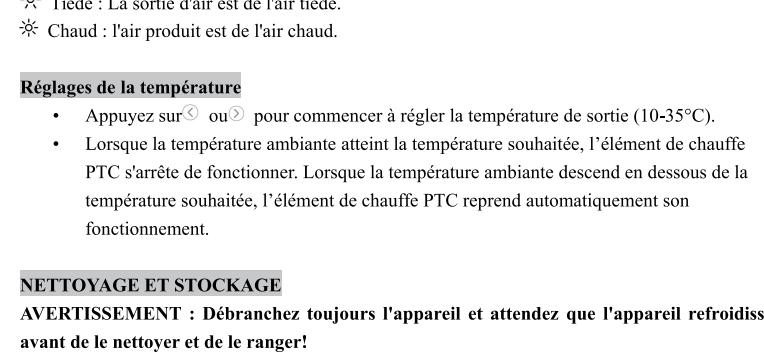 Tiède : La sortie d'air est de l'air tiède.
Chaud : l'air produit est de l'air chaud.
Réglages de la température
• Appuyez sur ou pour commencer à régler la température de sortie (10-35°C).
• Lorsque la température ambiante atteint la température souhaitée, l’élément de chauffe
PTC s'arrête de fonctionner. Lorsque la température ambiante descend en dessous de la
température souhaitée, l’élément de chauffe PTC reprend automatiquement son
fonctionnement.
NETTOYAGE ET STOCKAGE
AVERTISSEMENT : Débranchez toujours l'appareil et attendez que l'appareil refroidiss
avant de le nettoyer et de le ranger!